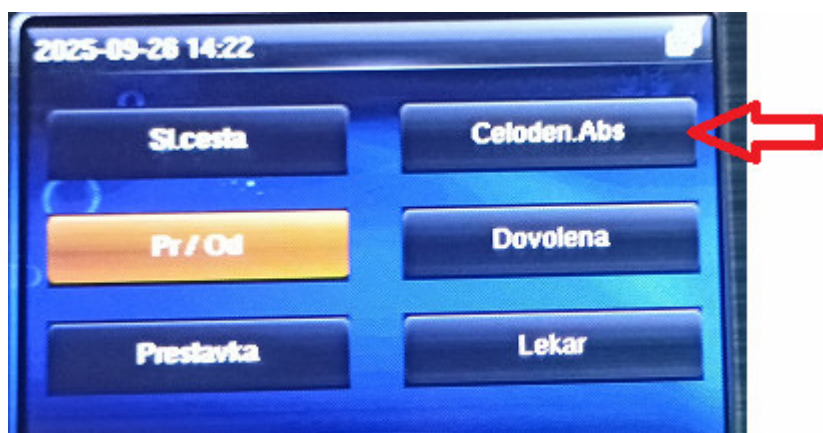 2025-09-26 14:22
Sl.cesta
Celoden.Abs
Pr / Od
Dovolena
Prestavka
Lekar